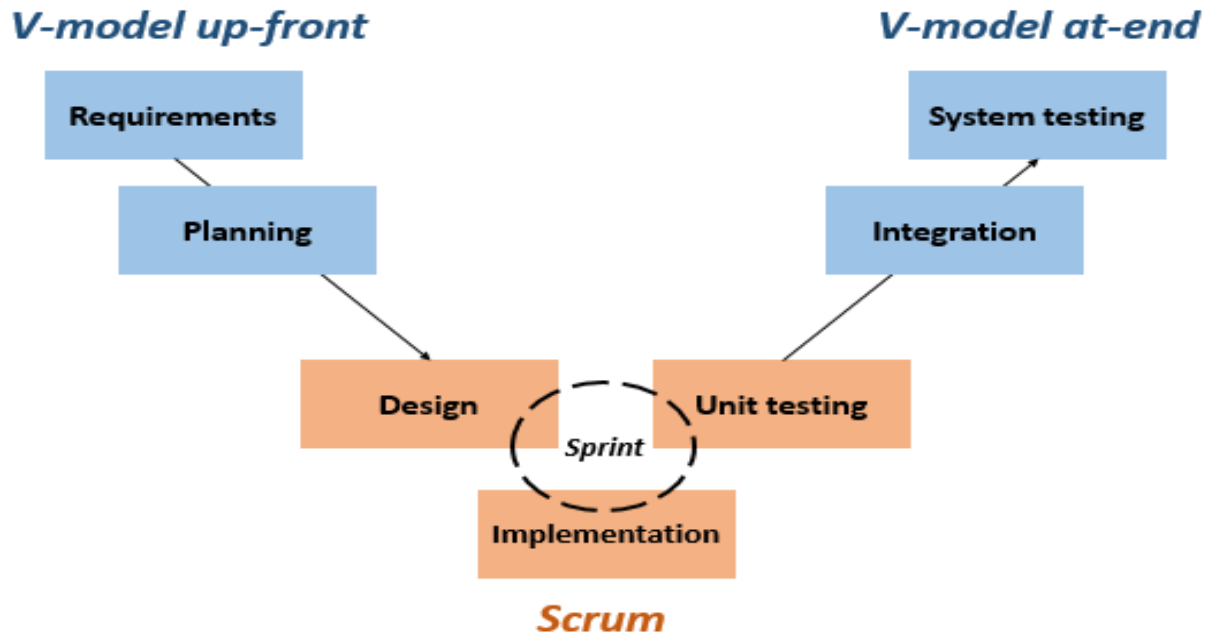 V-model up-front
V-model at-end
Requirements
System testing
Planning
Integration
Design
Unit testing
Sprint
Implementation
Scrum